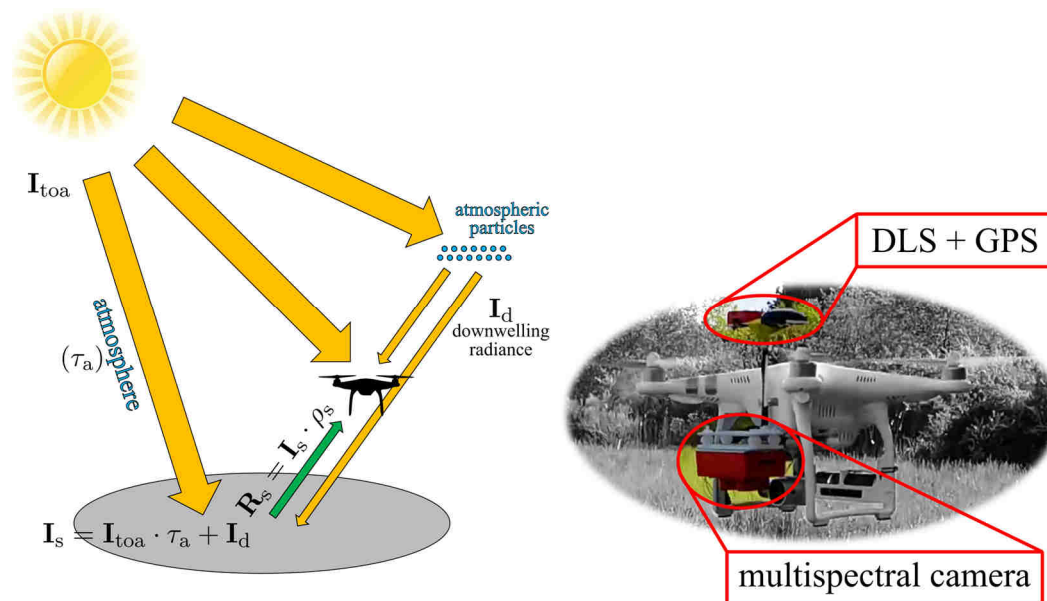 I_toa
atmospheric
particles
DLS + GPS
atmosphere
(τ_a)
I_d
downwelling
radiance
R_s = I_s · ρ_s
I_s = I_toa · τ_a + I_d
multispectral camera